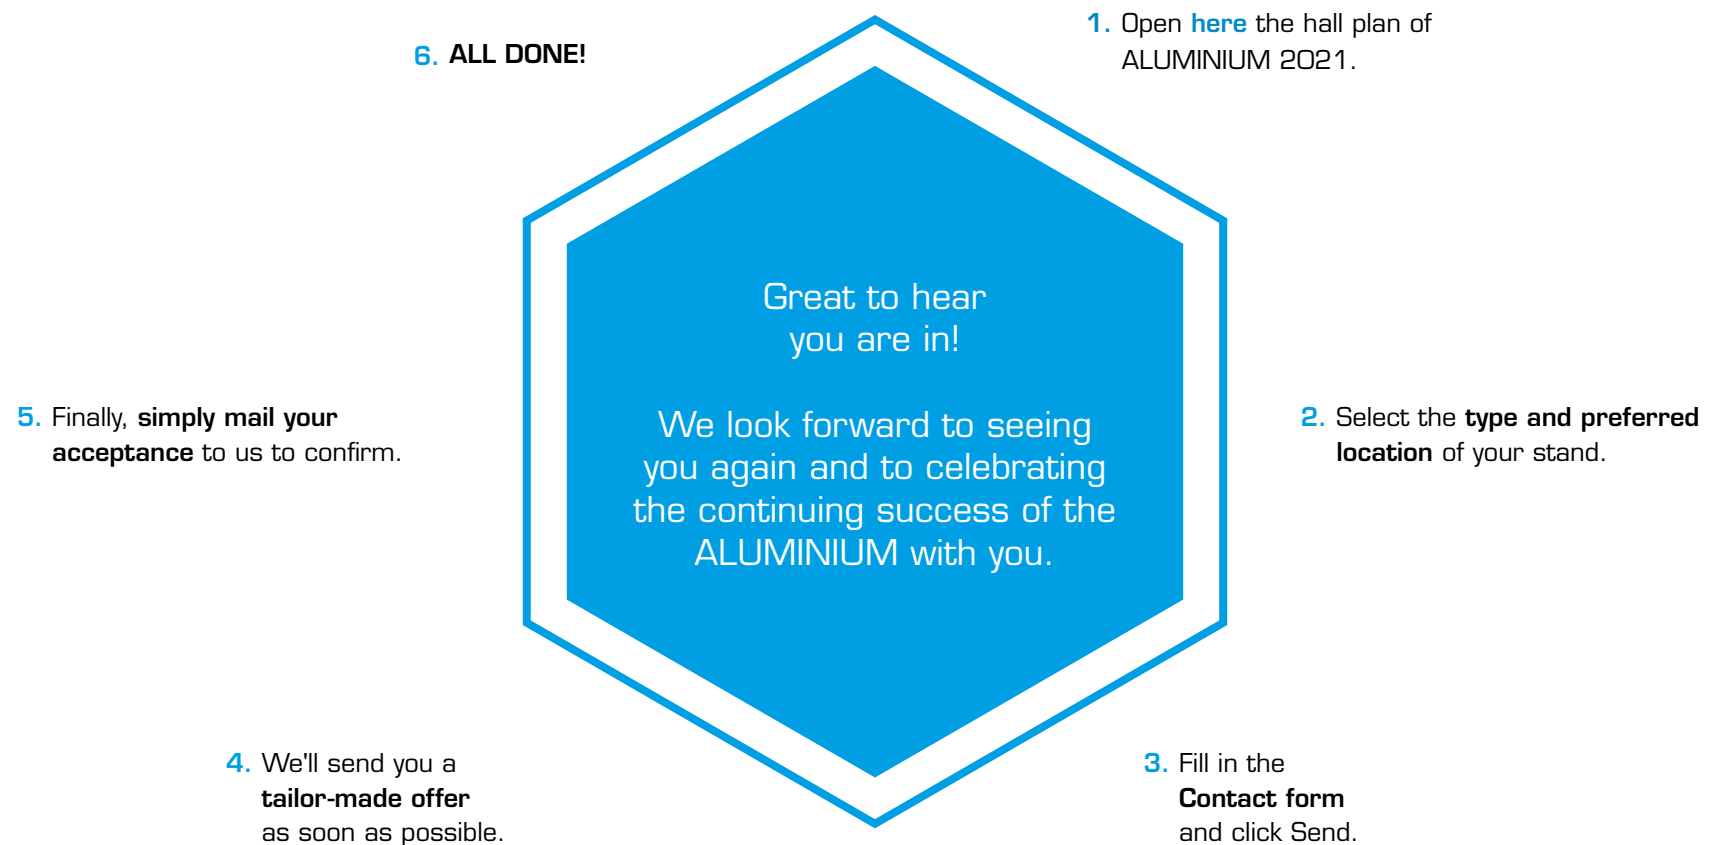 1. Open here the hall plan of
ALUMINIUM 2021.
2. Select the type and preferred
location of your stand.
3. Fill in the
Contact form
and click Send.
4. We'll send you a
tailor-made offer
as soon as possible.
5. Finally, simply mail your
acceptance to us to confirm.
6. ALL DONE!
Great to hear
you are in!
We look forward to seeing
you again and to celebrating
the continuing success of the
ALUMINIUM with you.